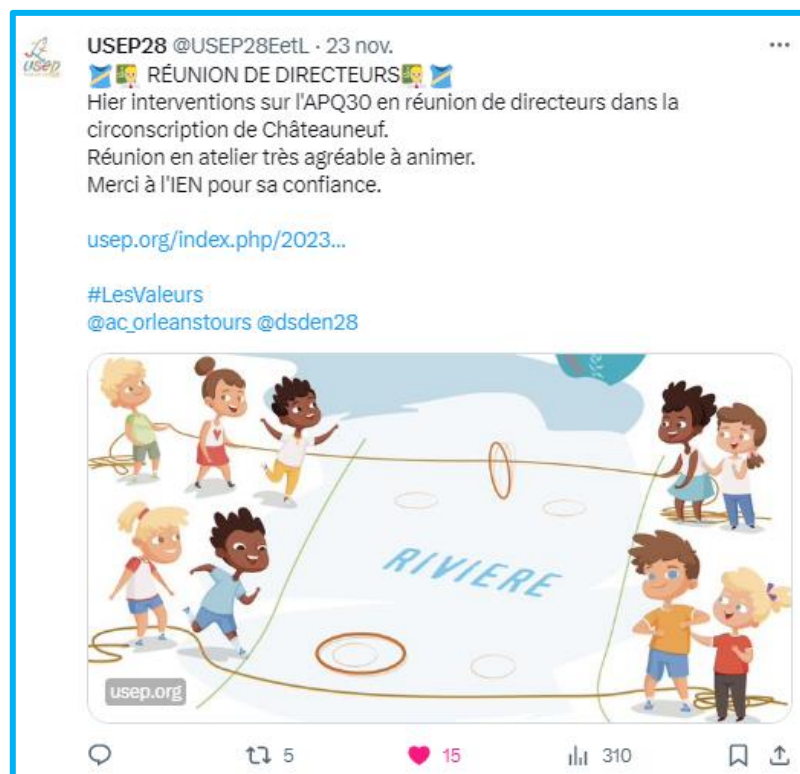 usep
USEP28 @USEP28EetL · 23 nov.
RÉUNION DE DIRECTEURS
Hier interventions sur l'APQ30 en réunion de directeurs dans la
circonscription de Châteauneuf.
Réunion en atelier très agréable à animer.
Merci à l'IEN pour sa confiance.
usep.org/index.php/2023...
#LesValeurs
@ac_orleanstours @dsden28
RIVIERE
usep.org
5 15 310